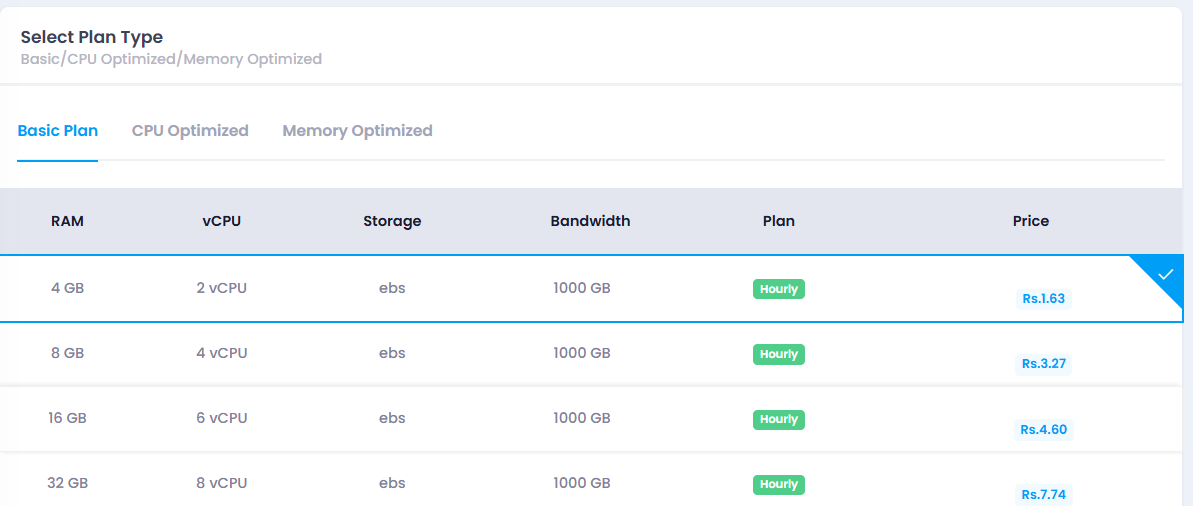 Select Plan Type
Basic/CPU Optimized/Memory Optimized
Basic Plan CPU Optimized Memory Optimized
RAM vCPU Storage Bandwidth Plan Price
4 GB 2 vCPU ebs 1000 GB Hourly Rs.1.63
8 GB 4 vCPU ebs 1000 GB Hourly Rs.3.27
16 GB 6 vCPU ebs 1000 GB Hourly Rs.4.60
32 GB 8 vCPU ebs 1000 GB Hourly Rs.7.74